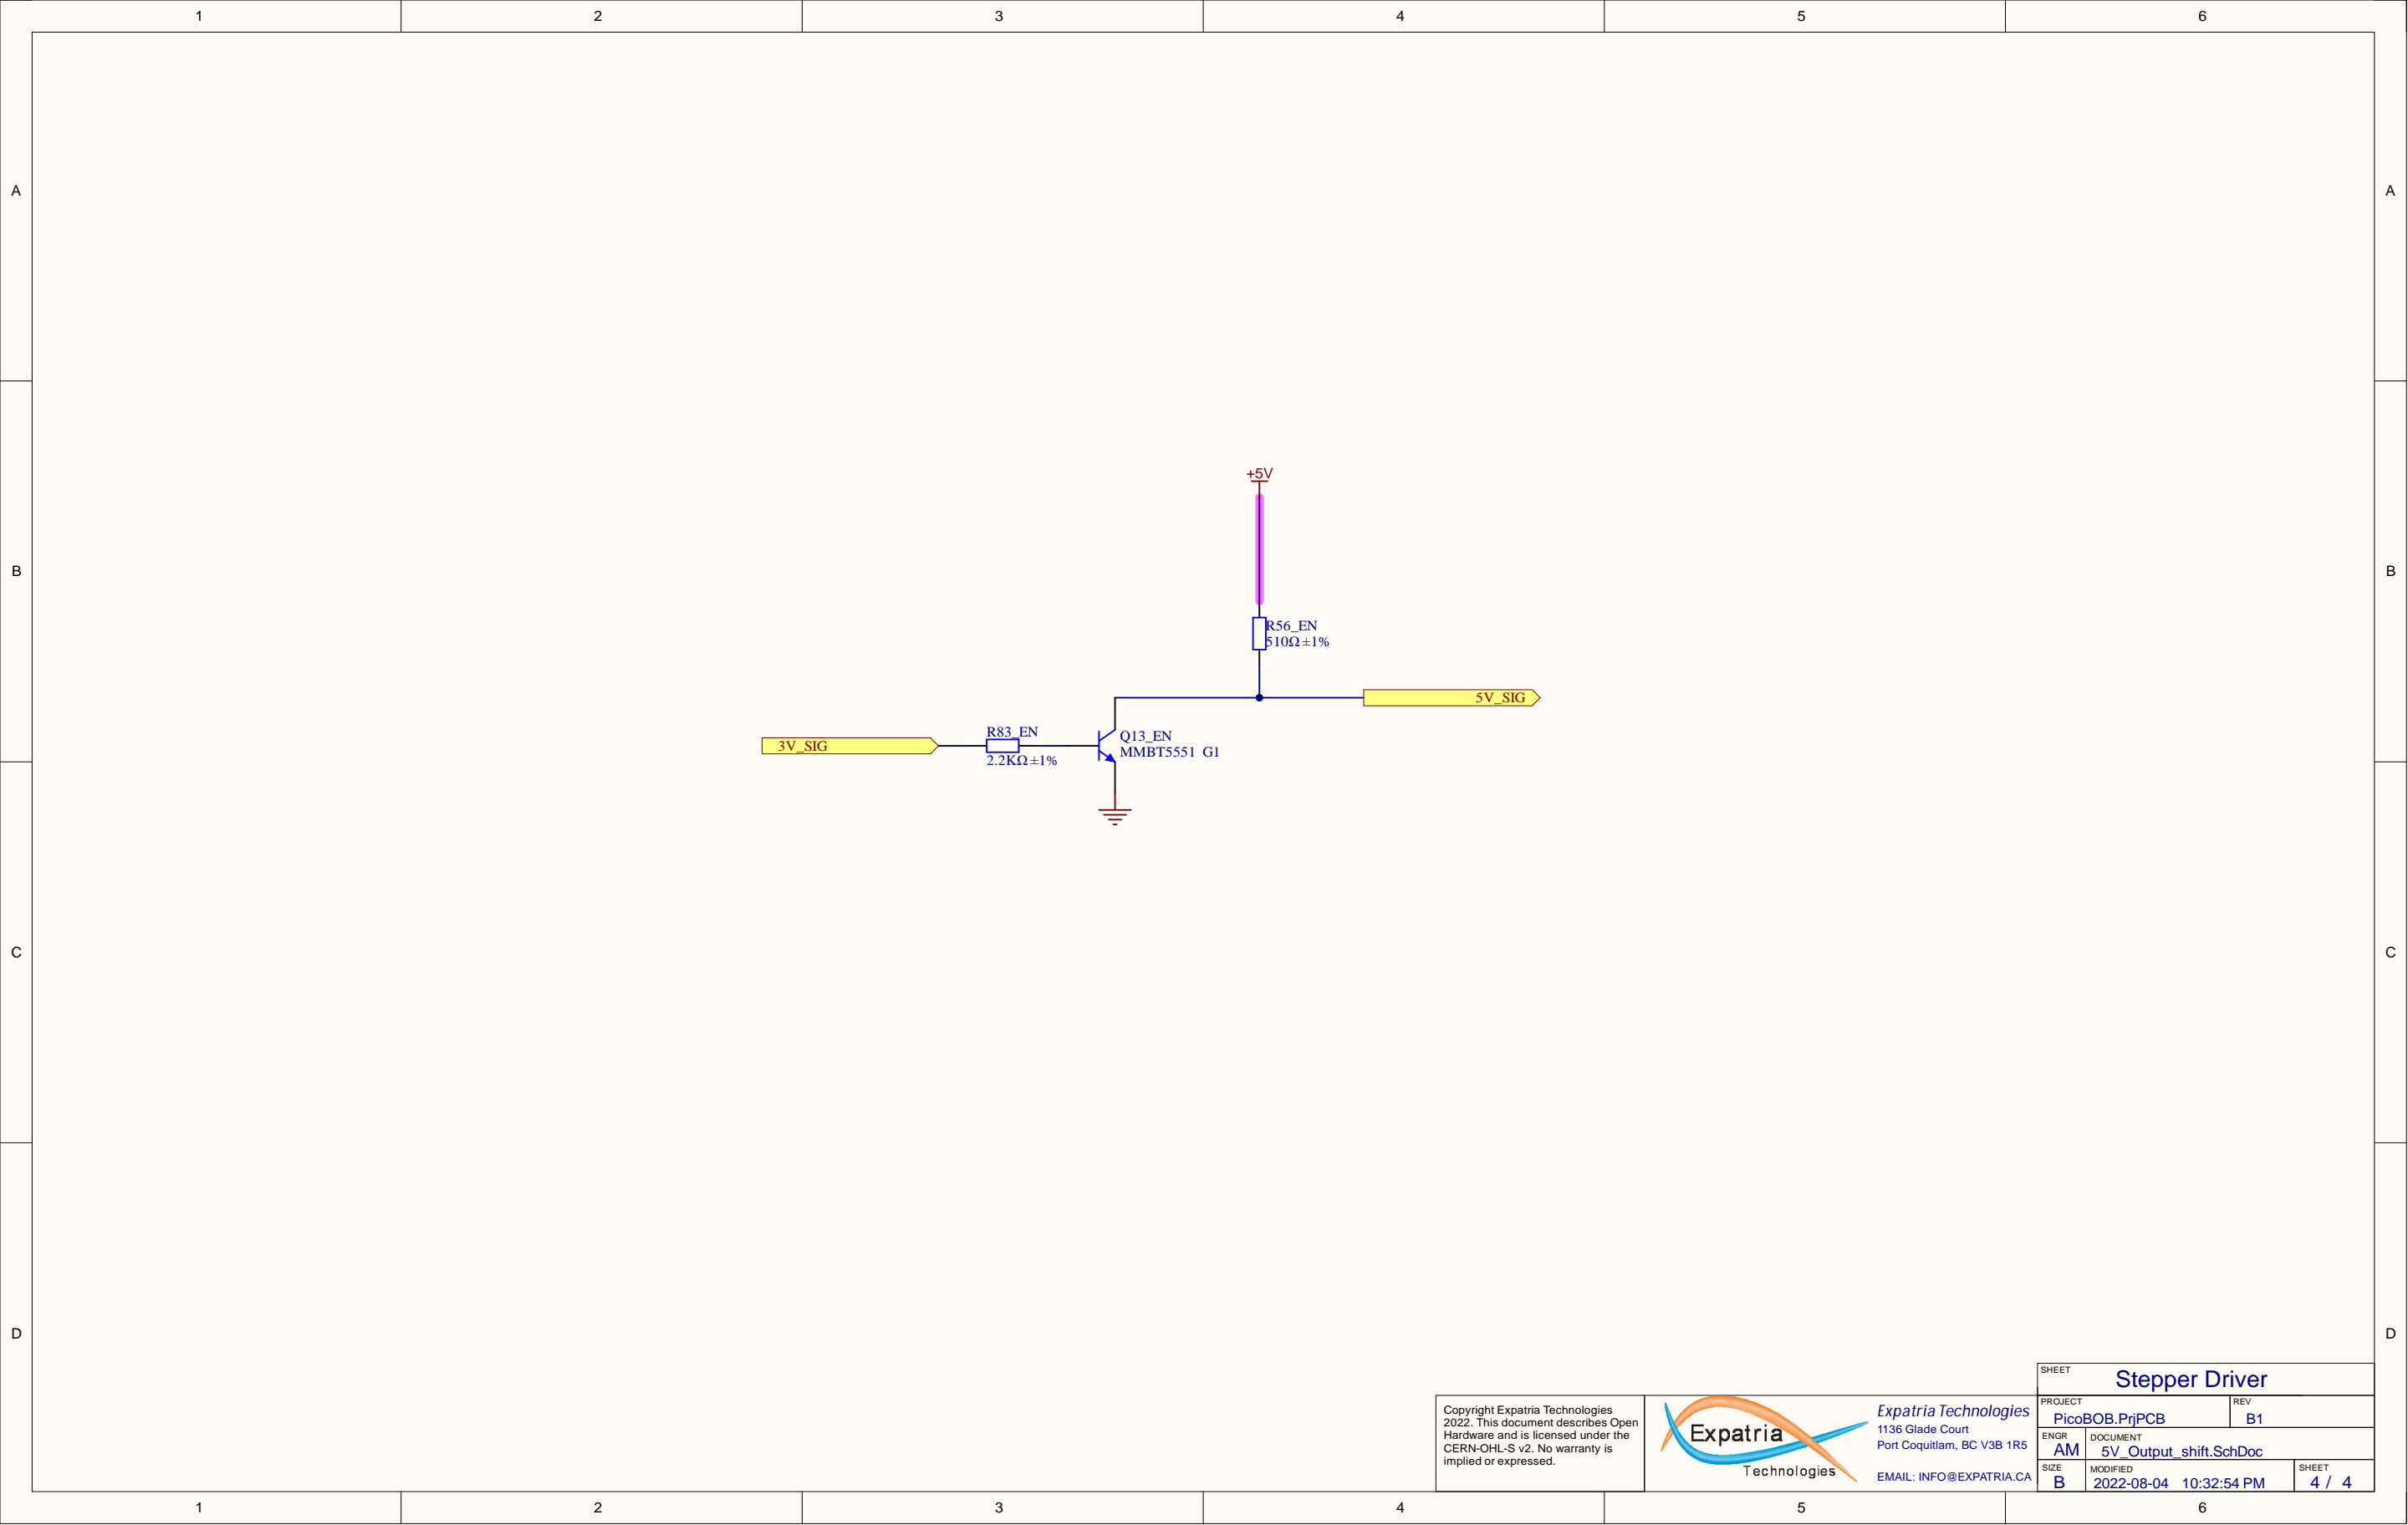 1 2 3 4 5 6
A A
+5V
B B
R56_EN
510Ω±1%
5V_SIG
R83_EN
Q13_EN
3V_SIG
MMBT5551 G1
2.2KΩ±1%
C C
D D
SHEET
Stepper Driver
Copyright Expatria Technologies
2022. This document describes Open
Hardware and is licensed under the
CERN-OHL-S v2. No warranty is
implied or expressed.
Expatria
Technologies
Expatria Technologies
1136 Glade Court
Port Coquitlam, BC V3B 1R5
EMAIL: INFO@EXPATRIA.CA
PROJECT
PicoBOB.PrjPCB
REV
B1
ENGR
AM
DOCUMENT
5V_Output_shift.SchDoc
SIZE
B
MODIFIED
2022-08-04 10:32:54 PM
SHEET
4 / 4
1 2 3 4 5 6